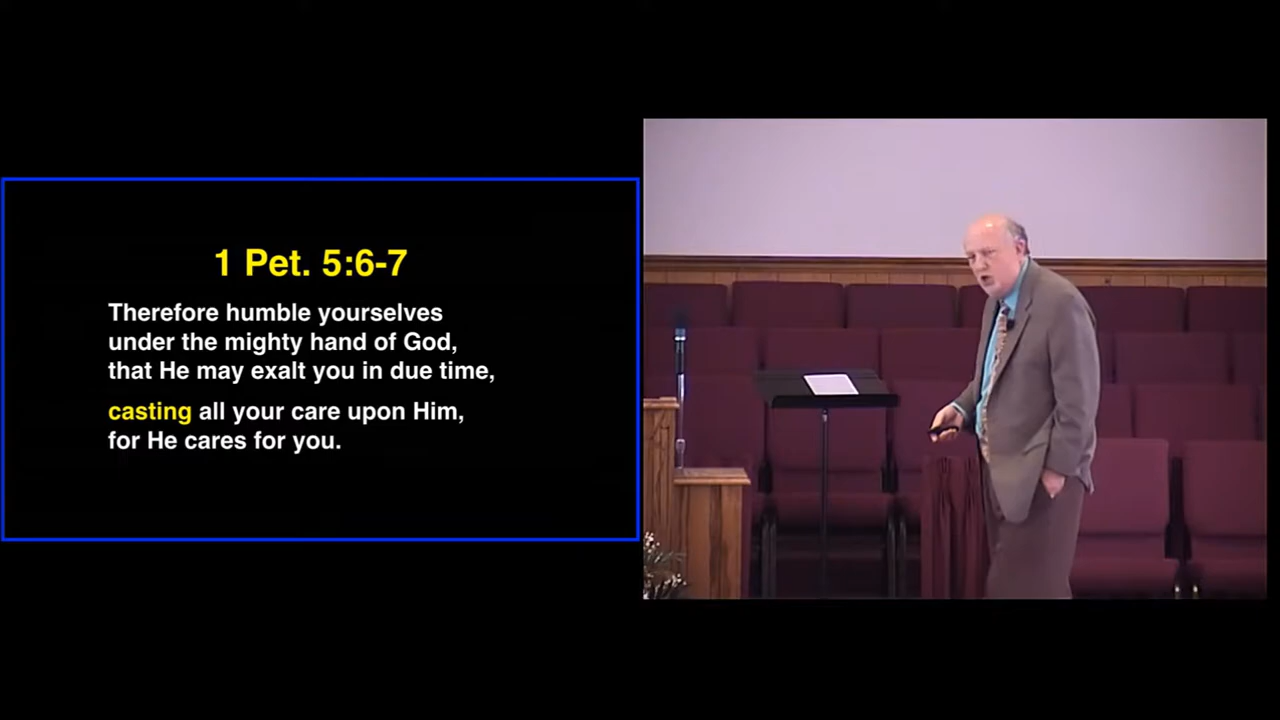 1 Pet. 5:6-7
Therefore humble yourselves
under the mighty hand of God,
that He may exalt you in due time,
casting all your care upon Him,
for He cares for you.